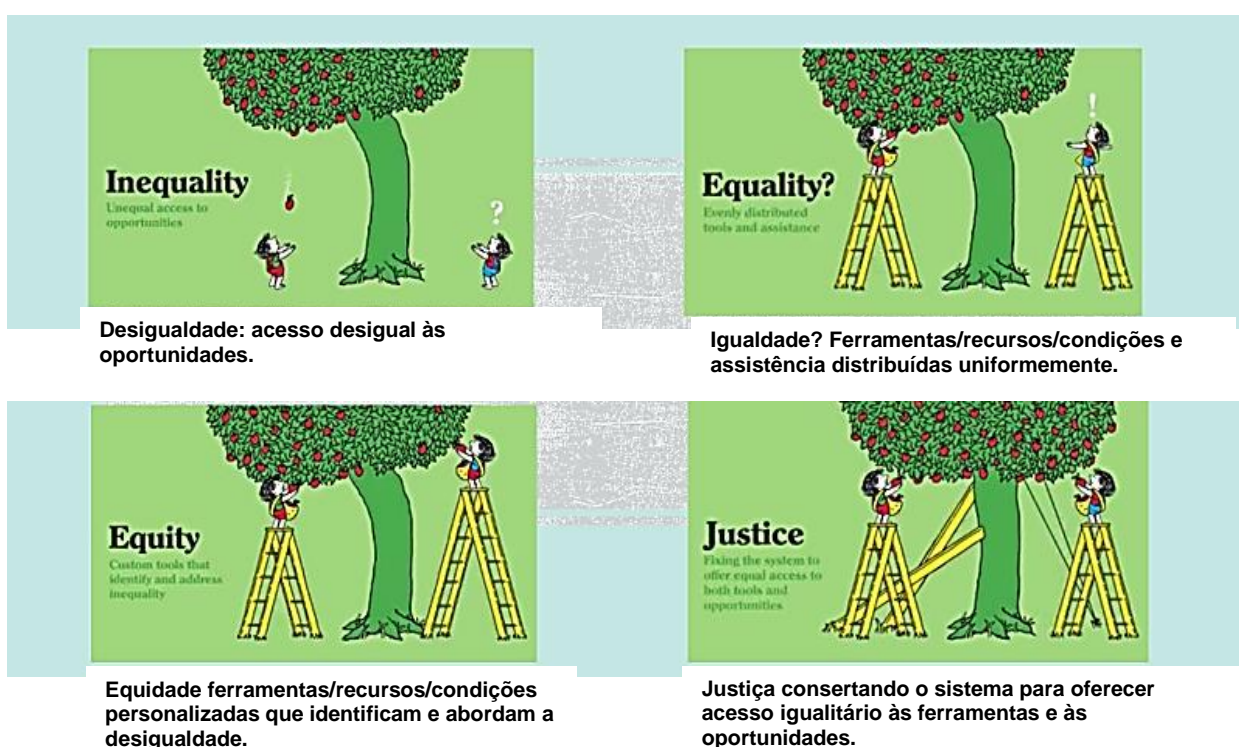 Inequality
Unequal access to
opportunities
?
Desigualdade: acesso desigual às
oportunidades.
Equality?
Evenly distributed
tools and assistance
!
Igualdade? Ferramentas/recursos/condições e
assistência distribuídas uniformemente.
Equity
Custom tools that
identify and address
inequality
Equidade ferramentas/recursos/condições
personalizadas que identificam e abordam a
desigualdade.
Justice
Fixing the system to
offer equal access to
both tools and
opportunities
Justiça consertando o sistema para oferecer
acesso igualitário às ferramentas e às
oportunidades.